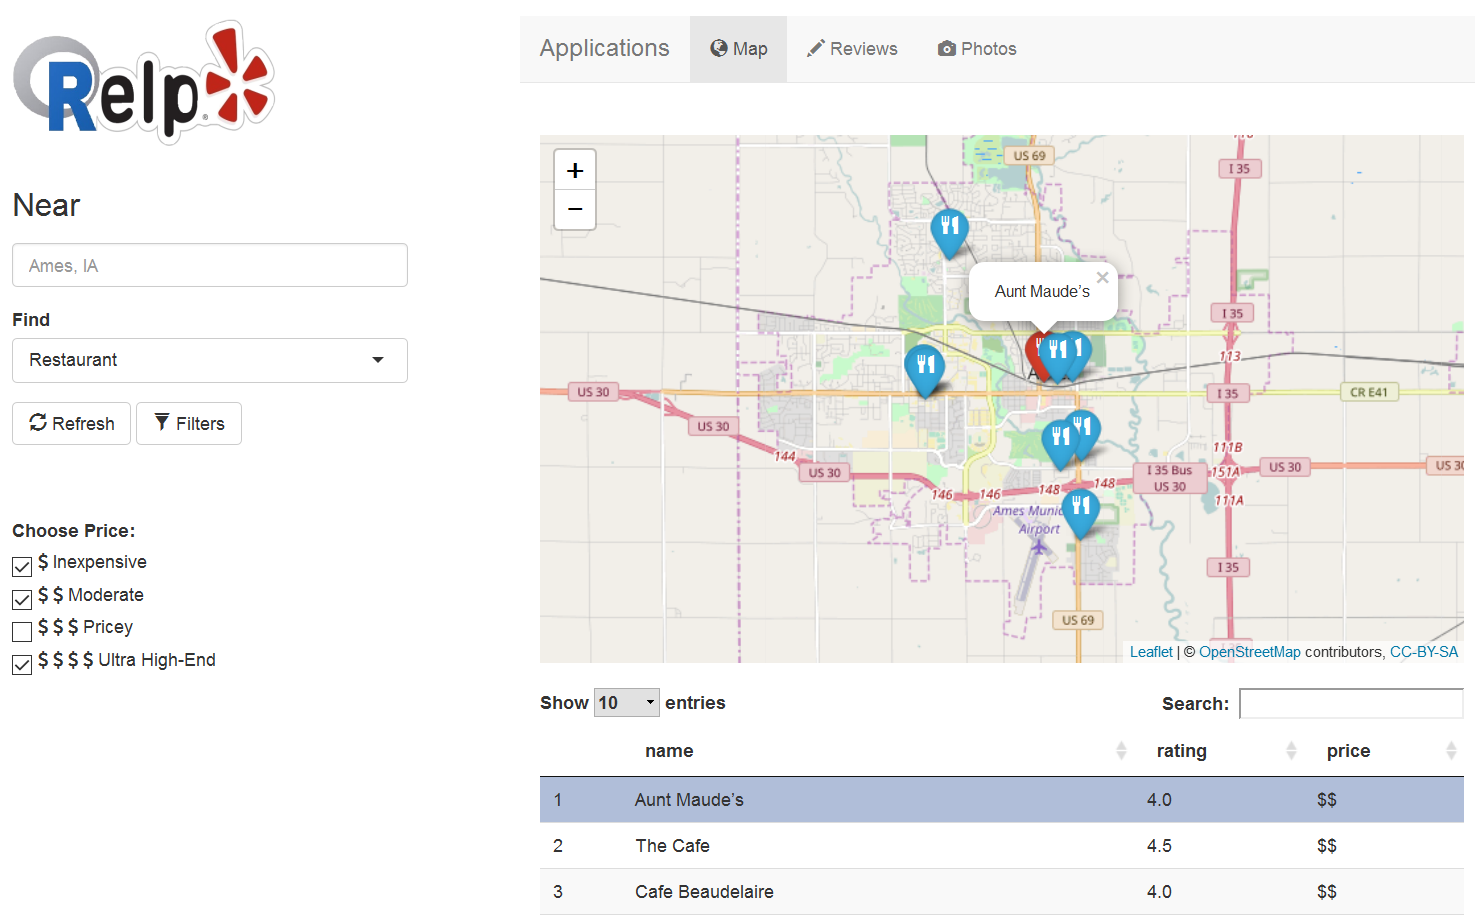 Relp
Near
Ames, IA
Find
Restaurant
Refresh
Filters
Choose Price:
$ Inexpensive
$ $ Moderate
$ $ $ Pricey
$ $ $ $ Ultra High-End
Applications
Map
Reviews
Photos
+
−
US 69
I 35
Aunt Maude’s
×
I 35
113
US 30
I 35
CR E41
US 30
144
US 30
111B
I 35 Bus
US 30
151A
US 30
US 30
111A
146
146
148
148
Ames Munic
Airport
I 35
US 69
Leaflet | © OpenStreetMap contributors, CC-BY-SA
Show 10 entries
Search:
name rating price
1 Aunt Maude’s 4.0 $$
2 The Cafe 4.5 $$
3 Cafe Beaudelaire 4.0 $$